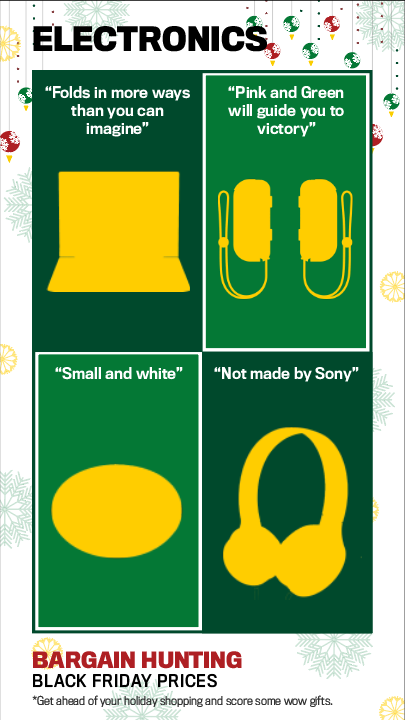 ELECTRONICS
“Folds in more ways
than you can
imagine”
“Pink and Green
will guide you to
victory”
“Small and white”
“Not made by Sony”
BARGAIN HUNTING
BLACK FRIDAY PRICES
*Get ahead of your holiday shopping and score some wow gifts.